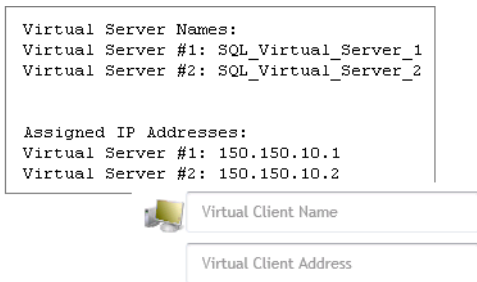 Virtual Server Names:
Virtual Server #1: SQL_Virtual_Server_1
Virtual Server #2: SQL_Virtual_Server_2
Assigned IP Addresses:
Virtual Server #1: 150.150.10.1
Virtual Server #2: 150.150.10.2
Virtual Client Name
Virtual Client Address